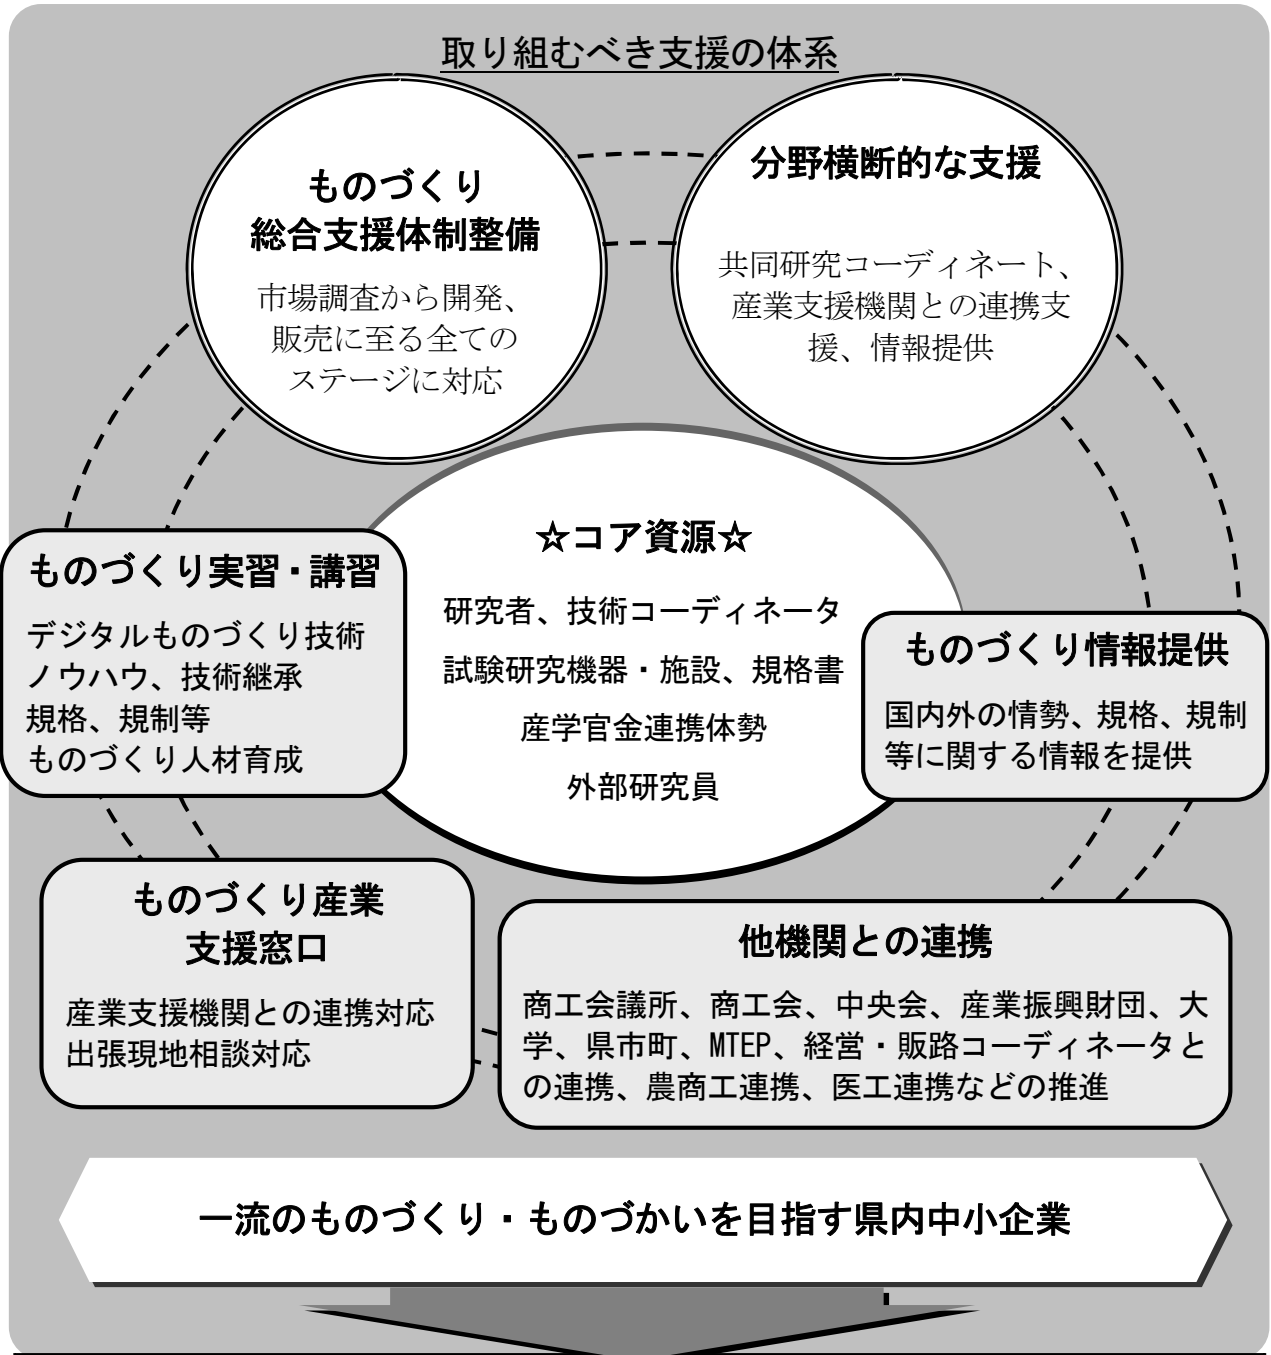 取り組むべき支援の体系
ものづくり
総合支援体制整備
市場調査から開発、
販売に至る全ての
ステージに対応
分野横断的な支援
共同研究コーディネート、
産業支援機関との連携支
援、情報提供
☆コア資源☆
研究者、技術コーディネータ
試験研究機器・施設、規格書
産学官金連携体勢
外部研究員
ものづくり実習・講習
デジタルものづくり技術
ノウハウ、技術継承
規格、規制等
ものづくり人材育成
ものづくり情報提供
国内外の情勢、規格、規制
等に関する情報を提供
ものづくり産業
支援窓口
産業支援機関との連携対応
出張現地相談対応
他機関との連携
商工会議所、商工会、中央会、産業振興財団、大
学、県市町、MTEP、経営・販路コーディネータと
の連携、農商工連携、医工連携などの推進
一流のものづくり・ものづかいを目指す県内中小企業